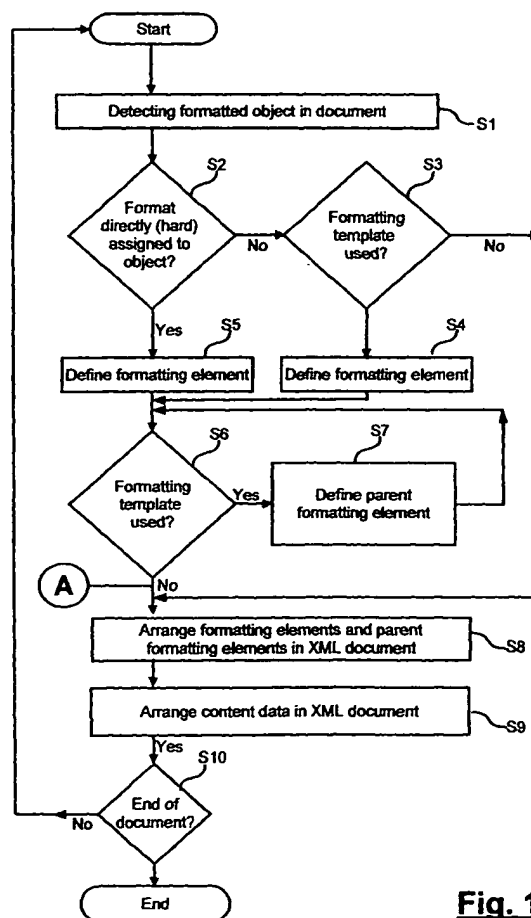 Start
Detecting formatted object in document
S1
S2
Format
directly (hard)
assigned to
object?
No
S3
Formatting
template
used?
No
Yes
S5
Define formatting element
S4
Define formatting element
S6
Formatting
template
used?
Yes
S7
Define parent
formatting element
A
No
Arrange formatting elements and parent
formatting elements in XML document
S8
Arrange content data in XML document
S9
Yes
S10
End of
document?
No
End
Fig. 1